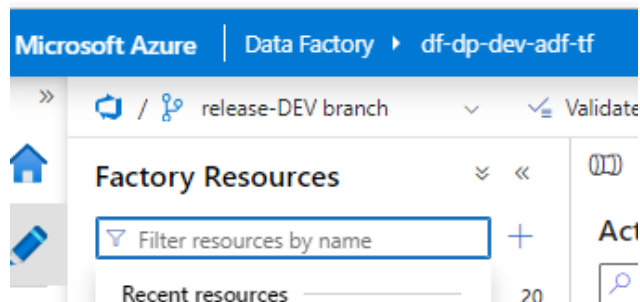 Microsoft Azure Data Factory df-dp-dev-adf-tf
/ release-DEV branch Validate
Factory Resources
Filter resources by name
Act
Recent resources 20